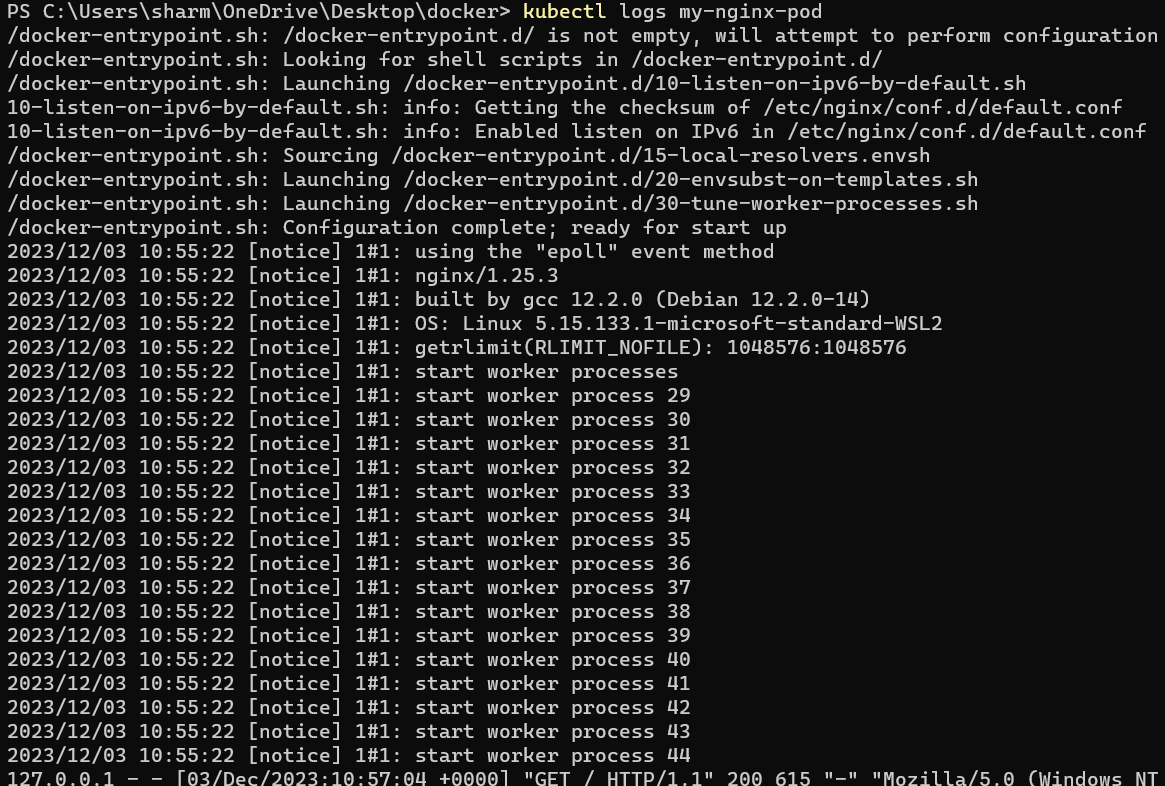 PS C:\Users\sharm\OneDrive\Desktop\docker> kubectl logs my-nginx-pod
/docker-entrypoint.sh: /docker-entrypoint.d/ is not empty, will attempt to perform configuration
/docker-entrypoint.sh: Looking for shell scripts in /docker-entrypoint.d/
/docker-entrypoint.sh: Launching /docker-entrypoint.d/10-listen-on-ipv6-by-default.sh
10-listen-on-ipv6-by-default.sh: info: Getting the checksum of /etc/nginx/conf.d/default.conf
10-listen-on-ipv6-by-default.sh: info: Enabled listen on IPv6 in /etc/nginx/conf.d/default.conf
/docker-entrypoint.sh: Sourcing /docker-entrypoint.d/15-local-resolvers.envsh
/docker-entrypoint.sh: Launching /docker-entrypoint.d/20-envsubst-on-templates.sh
/docker-entrypoint.sh: Launching /docker-entrypoint.d/30-tune-worker-processes.sh
/docker-entrypoint.sh: Configuration complete; ready for start up
2023/12/03 10:55:22 [notice] 1#1: using the "epoll" event method
2023/12/03 10:55:22 [notice] 1#1: nginx/1.25.3
2023/12/03 10:55:22 [notice] 1#1: built by gcc 12.2.0 (Debian 12.2.0-14)
2023/12/03 10:55:22 [notice] 1#1: OS: Linux 5.15.133.1-microsoft-standard-WSL2
2023/12/03 10:55:22 [notice] 1#1: getrlimit(RLIMIT_NOFILE): 1048576:1048576
2023/12/03 10:55:22 [notice] 1#1: start worker processes
2023/12/03 10:55:22 [notice] 1#1: start worker process 29
2023/12/03 10:55:22 [notice] 1#1: start worker process 30
2023/12/03 10:55:22 [notice] 1#1: start worker process 31
2023/12/03 10:55:22 [notice] 1#1: start worker process 32
2023/12/03 10:55:22 [notice] 1#1: start worker process 33
2023/12/03 10:55:22 [notice] 1#1: start worker process 34
2023/12/03 10:55:22 [notice] 1#1: start worker process 35
2023/12/03 10:55:22 [notice] 1#1: start worker process 36
2023/12/03 10:55:22 [notice] 1#1: start worker process 37
2023/12/03 10:55:22 [notice] 1#1: start worker process 38
2023/12/03 10:55:22 [notice] 1#1: start worker process 39
2023/12/03 10:55:22 [notice] 1#1: start worker process 40
2023/12/03 10:55:22 [notice] 1#1: start worker process 41
2023/12/03 10:55:22 [notice] 1#1: start worker process 42
2023/12/03 10:55:22 [notice] 1#1: start worker process 43
2023/12/03 10:55:22 [notice] 1#1: start worker process 44
127.0.0.1 - - [03/Dec/2023:10:57:04 +0000] "GET / HTTP/1.1" 200 615 "-" "Mozilla/5.0 (Windows NT